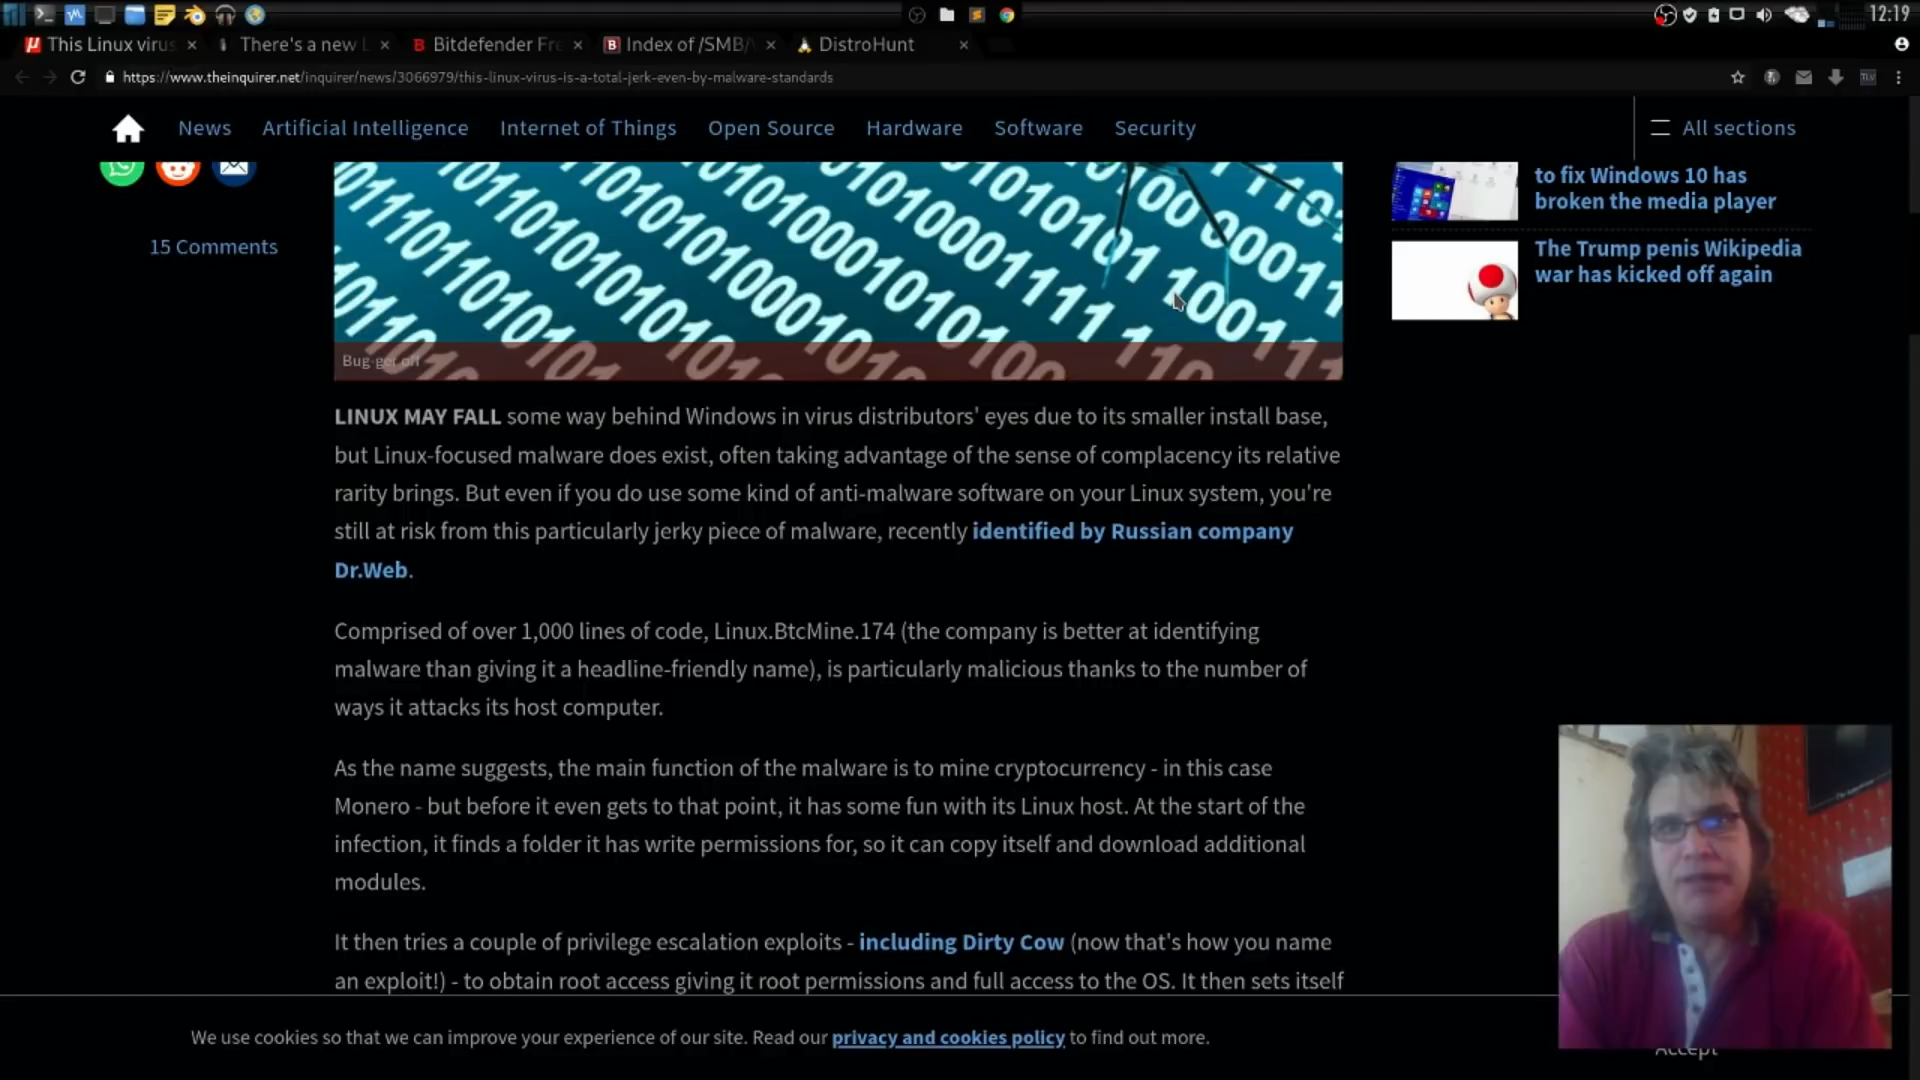 12:19
This Linux virus
There's a new L
Bitdefender Fre
Index of /SMB/
DistroHunt
https://www.theinquirer.net/inquirer/news/3066979/this-linux-virus-is-a-total-jerk-even-by-malware-standards
News Artificial Intelligence Internet of Things Open Source Hardware Software Security All sections
15 Comments
Bug-ger off
to fix Windows 10 has
broken the media player
The Trump penis Wikipedia
war has kicked off again
LINUX MAY FALL some way behind Windows in virus distributors' eyes due to its smaller install base,
but Linux-focused malware does exist, often taking advantage of the sense of complacency its relative
rarity brings. But even if you do use some kind of anti-malware software on your Linux system, you're
still at risk from this particularly jerky piece of malware, recently identified by Russian company
Dr.Web.
Comprised of over 1,000 lines of code, Linux.BtcMine.174 (the company is better at identifying
malware than giving it a headline-friendly name), is particularly malicious thanks to the number of
ways it attacks its host computer.
As the name suggests, the main function of the malware is to mine cryptocurrency - in this case
Monero - but before it even gets to that point, it has some fun with its Linux host. At the start of the
infection, it finds a folder it has write permissions for, so it can copy itself and download additional
modules.
It then tries a couple of privilege escalation exploits - including Dirty Cow (now that's how you name
an exploit!) - to obtain root access giving it root permissions and full access to the OS. It then sets itself
We use cookies so that we can improve your experience of our site. Read our privacy and cookies policy to find out more.
Accept